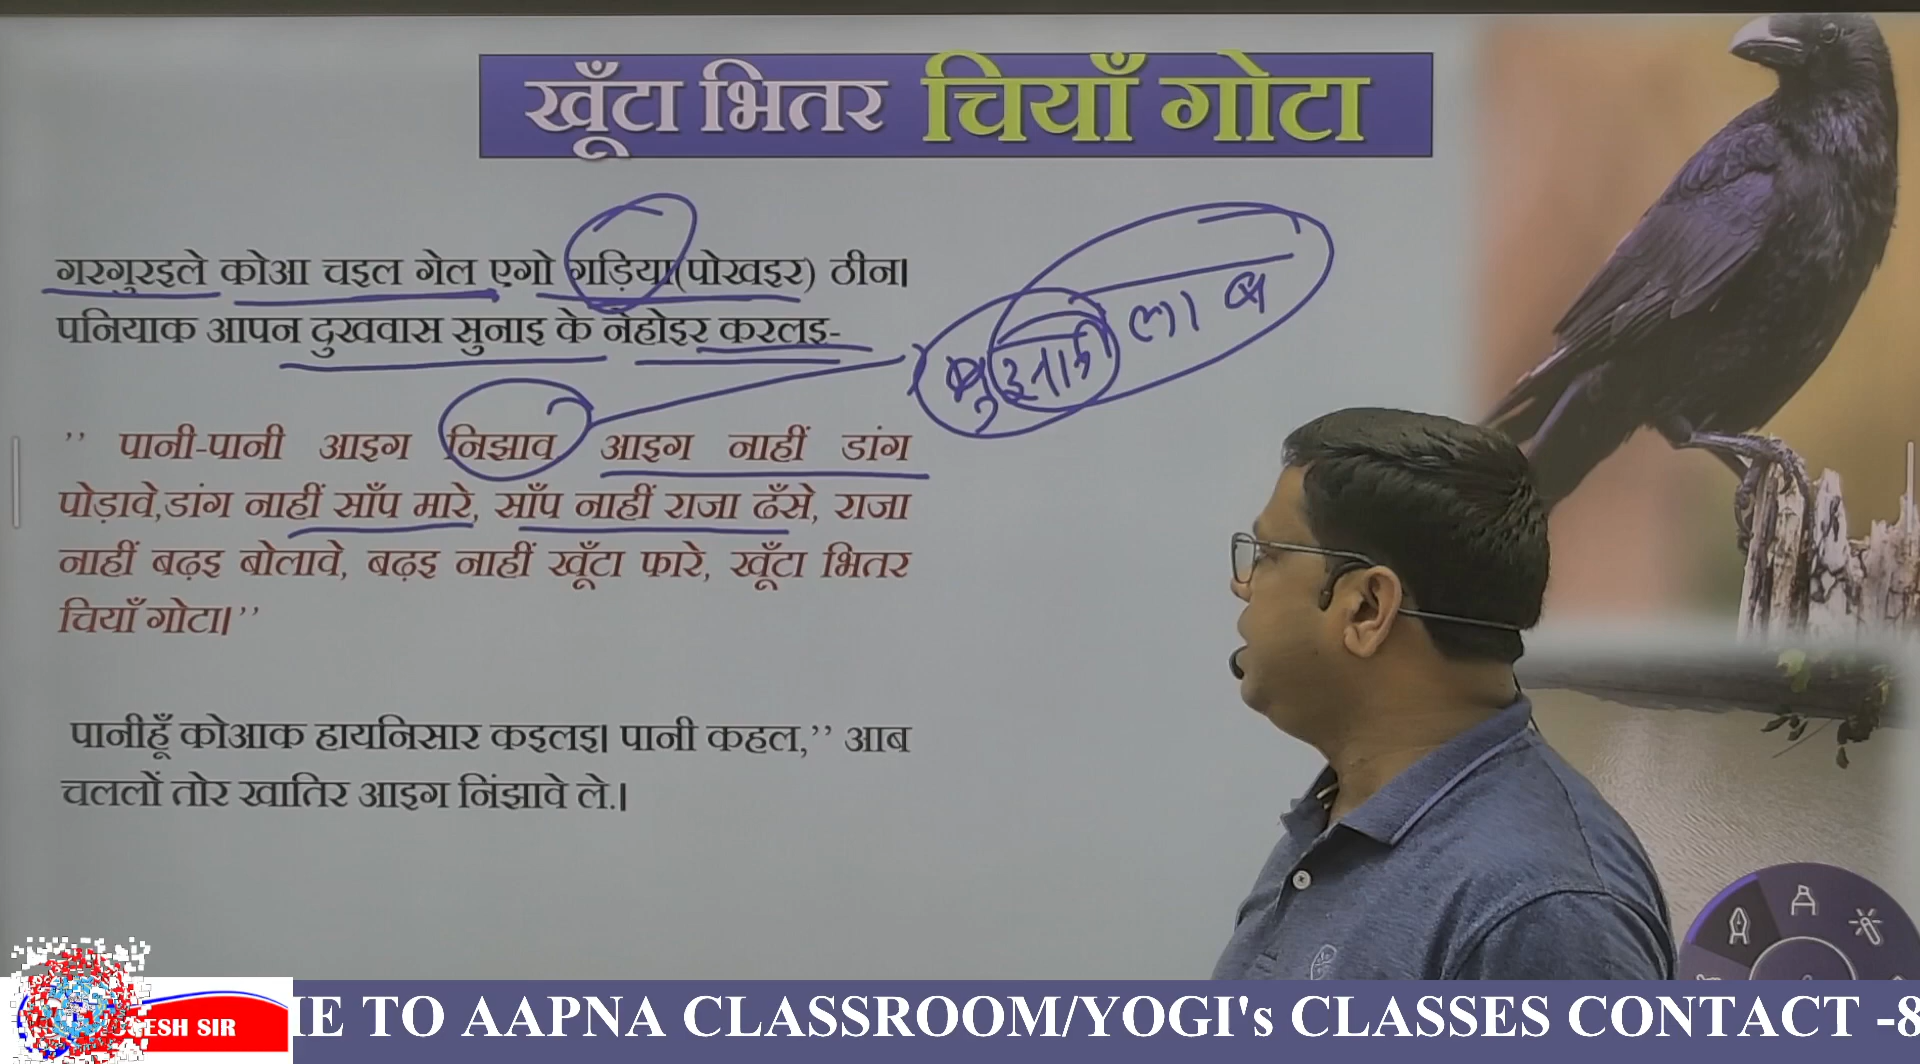 खूँटा भितर चियाँ गोटा
गरगुरइले कोआ चइल गेल एगो गड़िया(पोखइर) ठीन।
पनियाक आपन दुखवास सुनाइ के नेहोइर करलइ-
’’ पानी-पानी आइग निझाव आइग नाहीं डांग
पोड़ावे,डांग नाहीं साँप मारे, साँप नाहीं राजा ढँसे, राजा
नाहीं बढ़इ बोलावे, बढ़इ नाहीं खूँटा फारे, खूँटा भितर
चियाँ गोटा।’’
पानीहूँ कोआक हायनिसार कइलइ। पानी कहल,’’ आब
चललों तोर खातिर आइग निंझावे ले.।
ESH SIR
IE TO AAPNA CLASSROOM/YOGI's CLASSES CONTACT -8